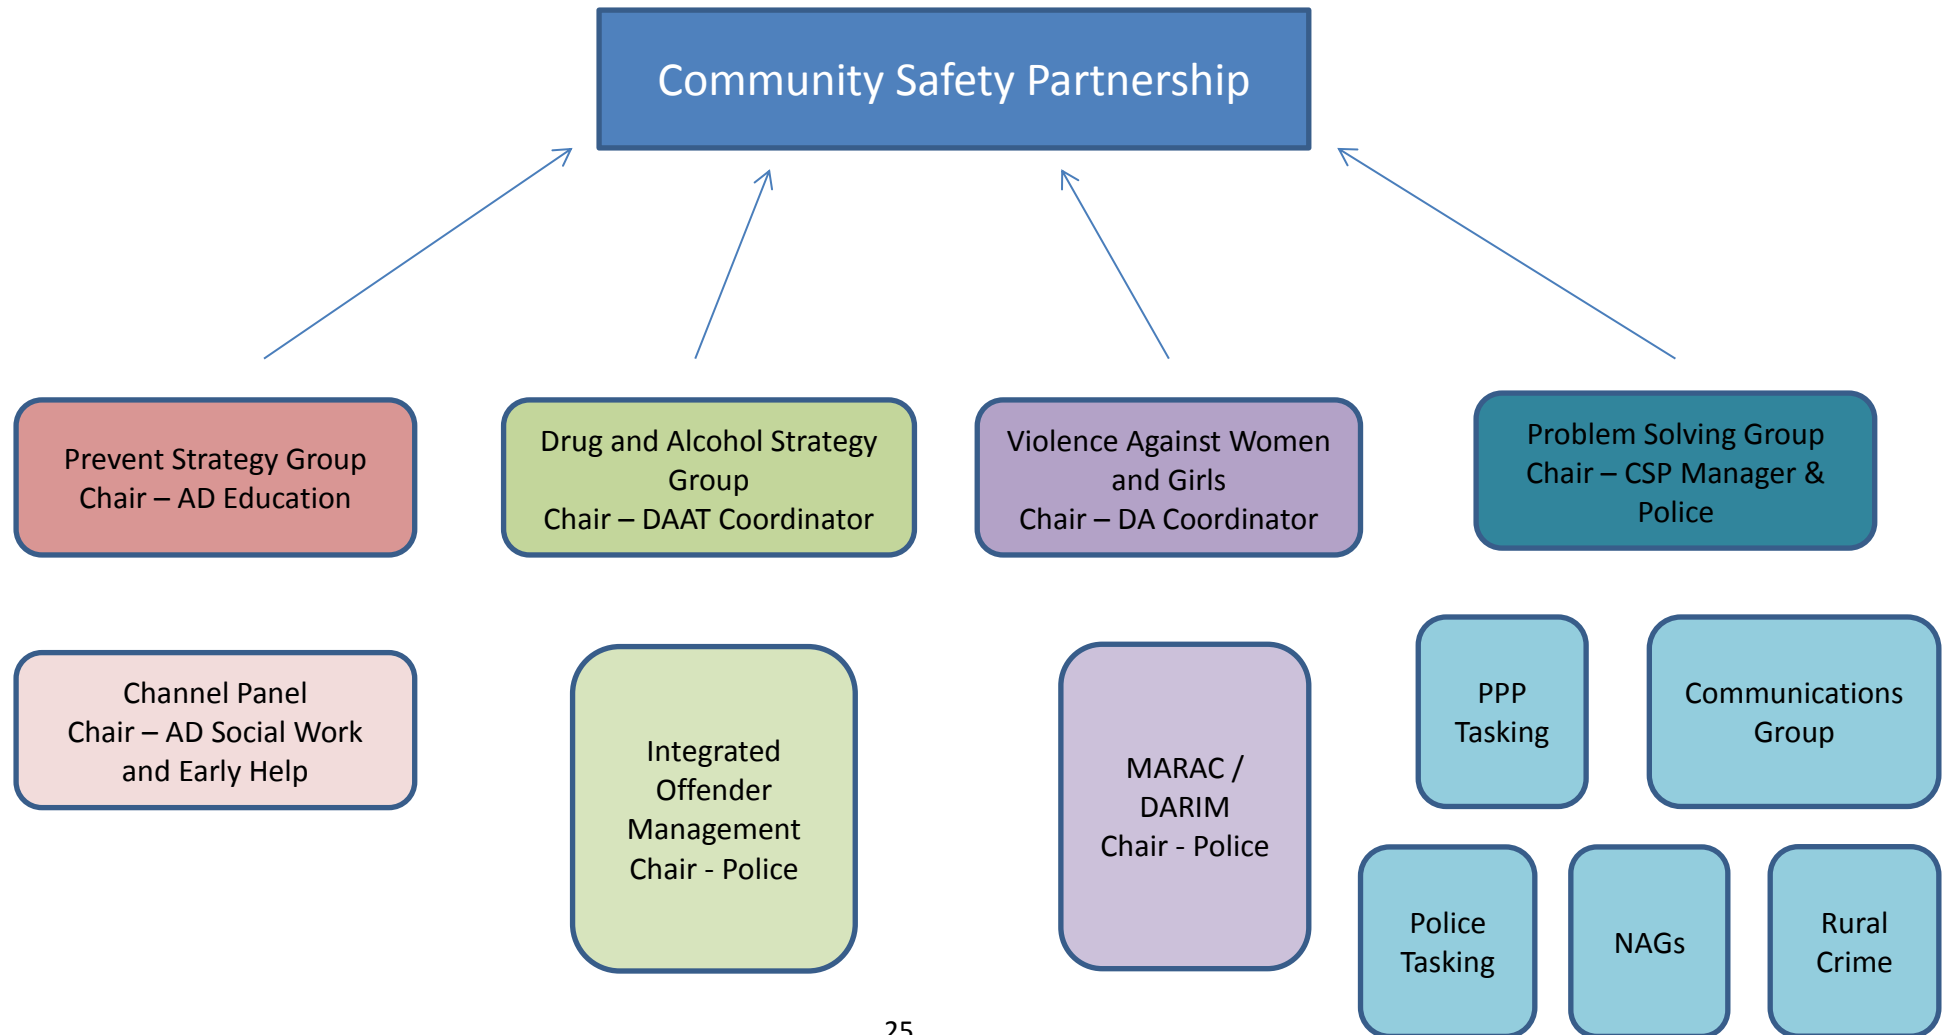 Community Safety Partnership
Prevent Strategy Group
Chair – AD Education
Drug and Alcohol Strategy
Group
Chair – DAAT Coordinator
Violence Against Women
and Girls
Chair – DA Coordinator
Problem Solving Group
Chair – CSP Manager &
Police
Channel Panel
Chair – AD Social Work
and Early Help
Integrated
Offender
Management
Chair - Police
MARAC /
DARIM
Chair - Police
PPP
Tasking
Communications
Group
Police
Tasking
NAGs
Rural
Crime
25